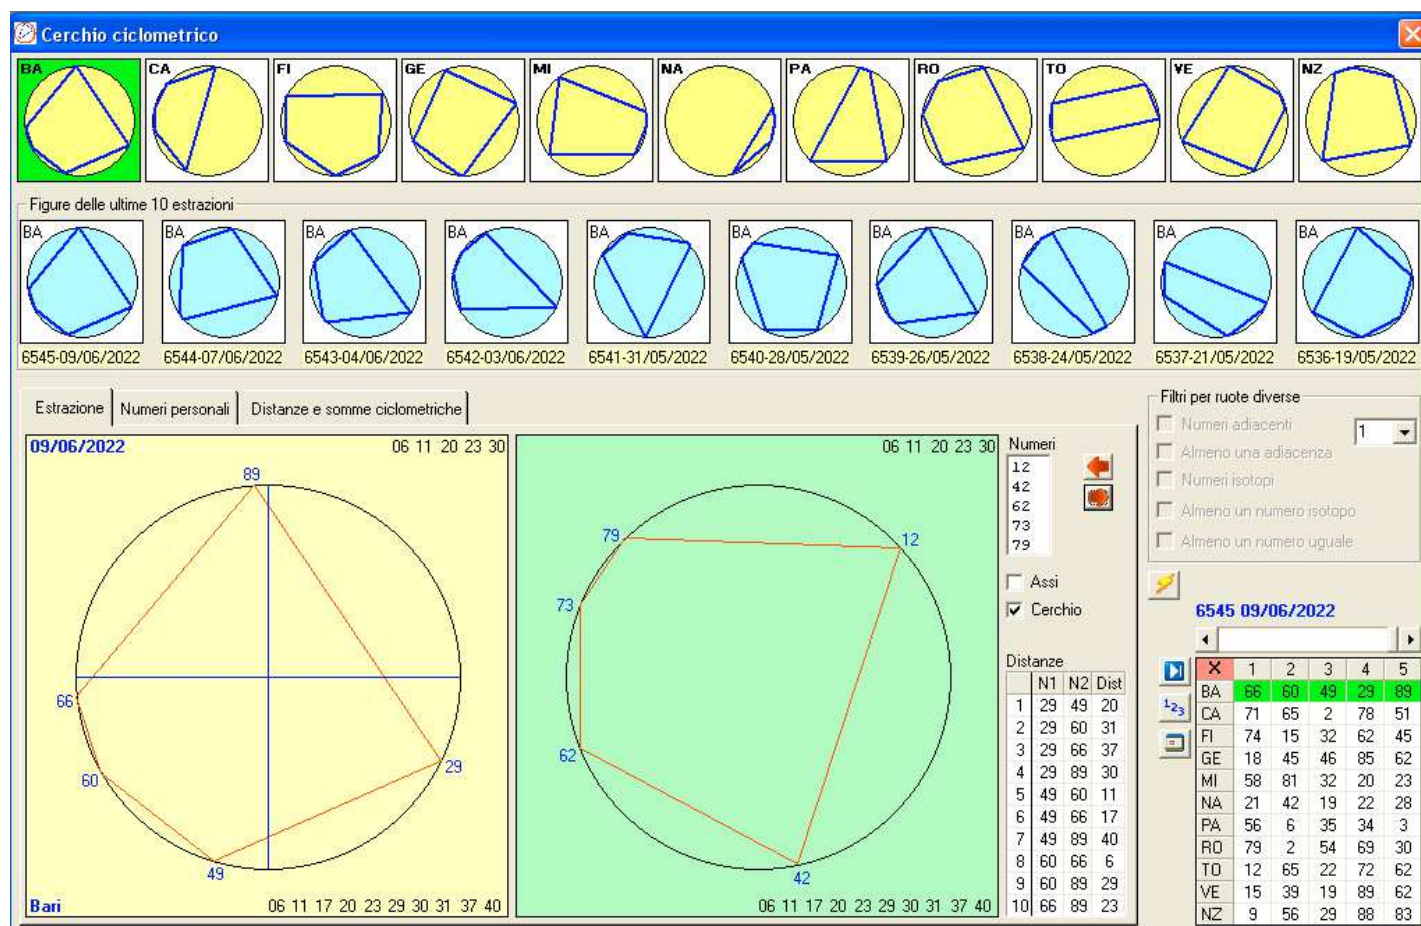 Cerchio ciclometrico
BA CA FI GE MI NA PA RO TO VE NZ
Figure delle ultime 10 estrazioni
BA BA BA BA BA BA BA BA BA BA
6545-09/06/2022 6544-07/06/2022 6543-04/06/2022 6542-03/06/2022 6541-31/05/2022 6540-28/05/2022 6539-26/05/2022 6538-24/05/2022 6537-21/05/2022 6536-19/05/2022
Estrazione Numeri personali Distanze e somme ciclometriche
09/06/2022 06 11 20 23 30
89
66
60
49
29
Bari 06 11 17 20 23 29 30 31 37 40
06 11 20 23 30
79
12
73
62
42
06 11 17 20 23 29 30 31 37 40
Numeri
12
42
62
73
79
Assi
Cerchio
Distanze
N1 N2 Dist
1 29 49 20
2 29 60 31
3 29 66 37
4 29 89 30
5 49 60 11
6 49 66 17
7 49 89 40
8 60 66 6
9 60 89 29
10 66 89 23
Filtri per ruote diverse
Numeri adiacenti 1
Almeno una adiacenza
Numeri isotopi
Almeno un numero isotopo
Almeno un numero uguale
6545 09/06/2022
123
X 1 2 3 4 5
BA 66 60 49 29 89
CA 71 65 2 78 51
FI 74 15 32 62 45
GE 18 45 46 85 62
MI 58 81 32 20 23
NA 21 42 19 22 28
PA 56 6 35 34 3
RO 79 2 54 69 30
TO 12 65 22 72 62
VE 15 39 19 89 62
NZ 9 56 29 88 83